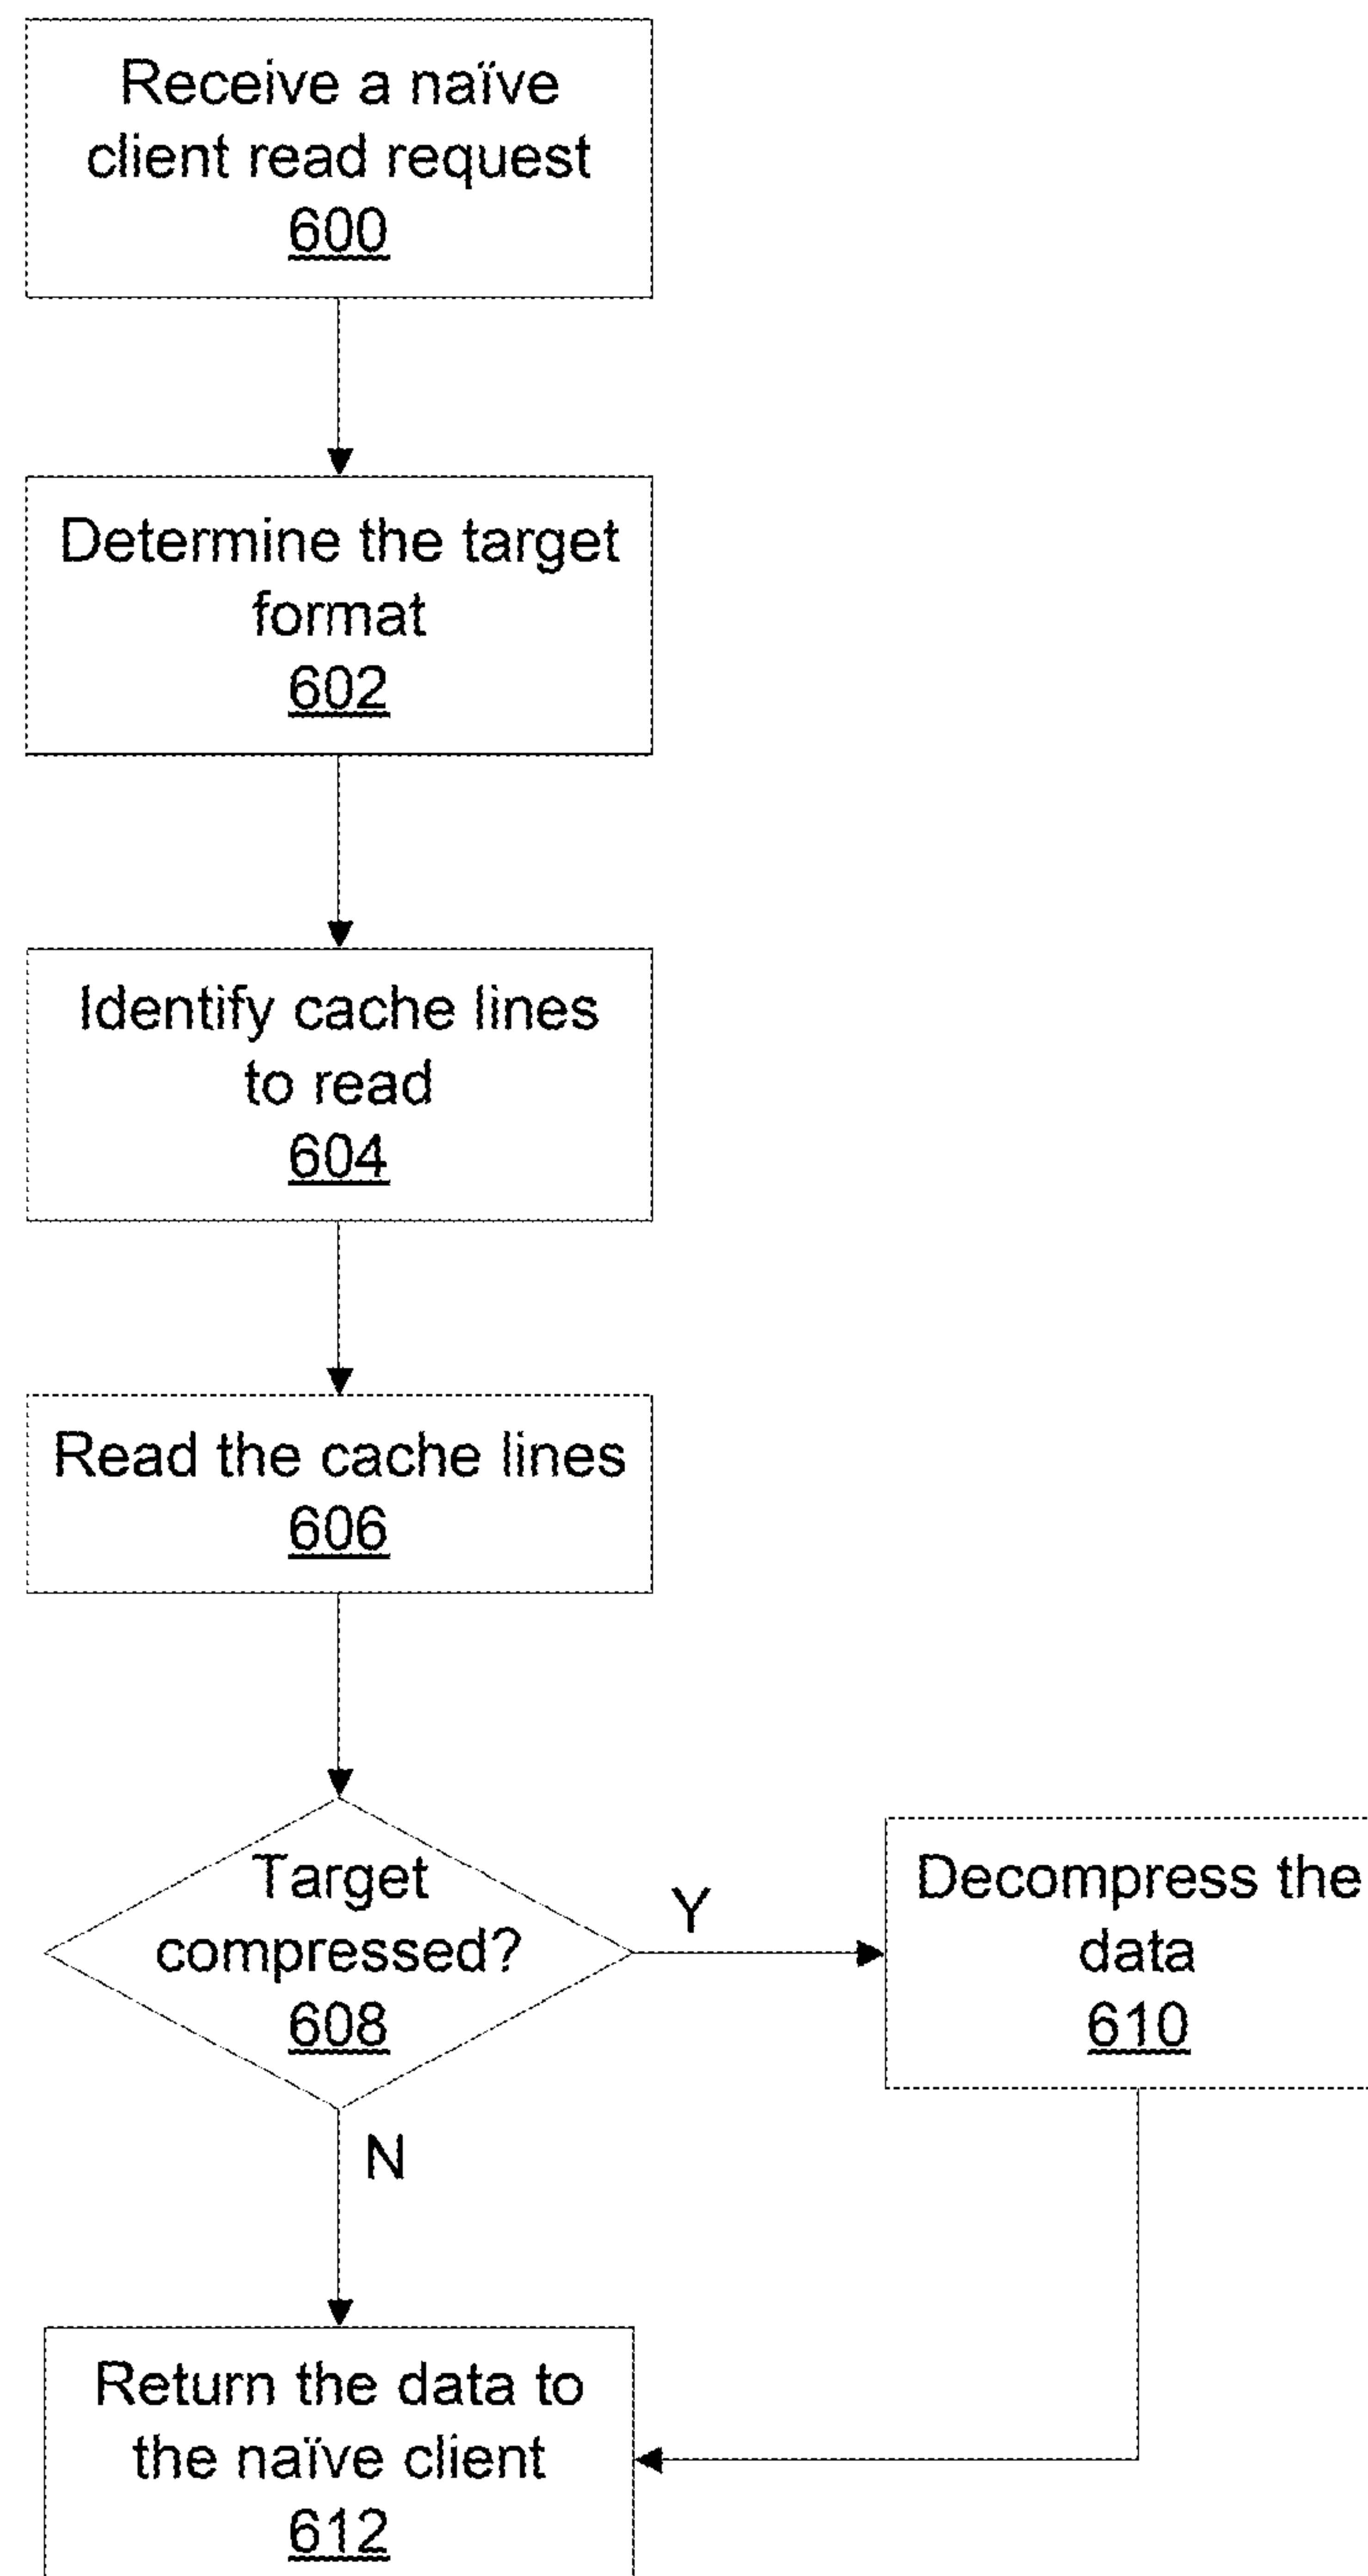 Receive a naïve
client read request
600
Determine the target
format
602
Identify cache lines
to read
604
Read the cache lines
606
Target
compressed?
608
Y
Decompress the
data
610
N
Return the data to
the naïve client
612